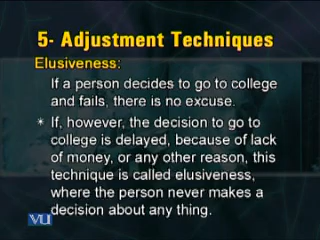 5- Adjustment Techniques
Elusiveness:
If a person decides to go to college
and fails, there is no excuse.
* If, however, the decision to go to
college is delayed, because of lack
of money, or any other reason, this
technique is called elusiveness,
where the person never makes a
decision about any thing.
VU